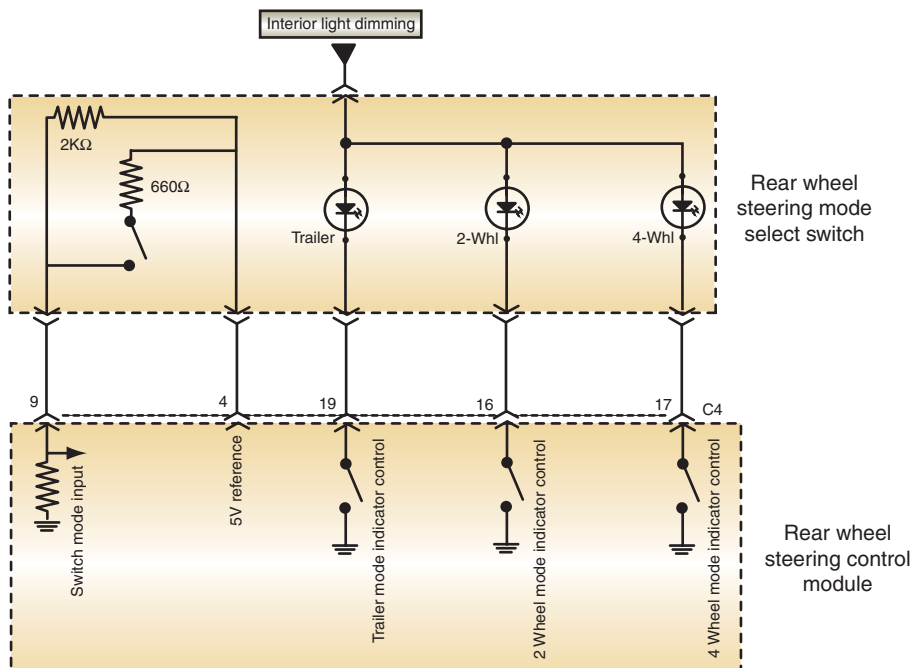 Interior light dimming
2KΩ
660Ω
Trailer
2-Whl
4-Whl
Rear wheel
steering mode
select switch
9
4
19
16
17
C4
Switch mode input
5V reference
Trailer mode indicator control
2 Wheel mode indicator control
4 Wheel mode indicator control
Rear wheel
steering control
module